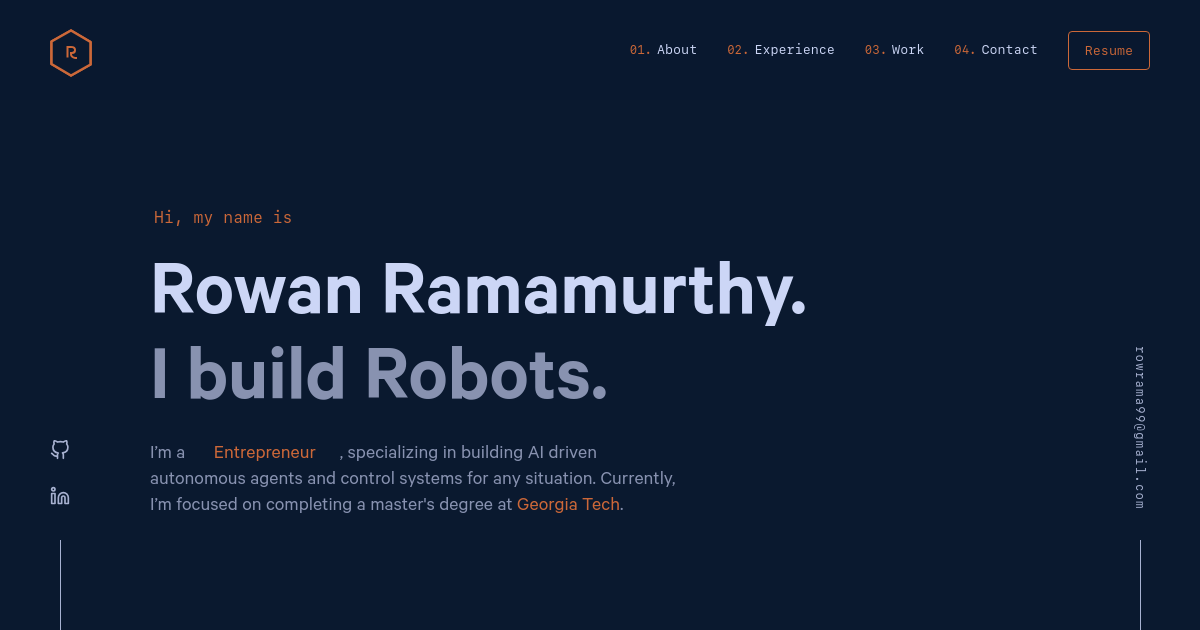 R
01. About 02. Experience 03. Work 04. Contact Resume
Hi, my name is
Rowan Ramamurthy.
I build Robots.
I'm a Entrepreneur , specializing in building AI driven
autonomous agents and control systems for any situation. Currently,
I'm focused on completing a master's degree at Georgia Tech.
rowrama99@gmail.com